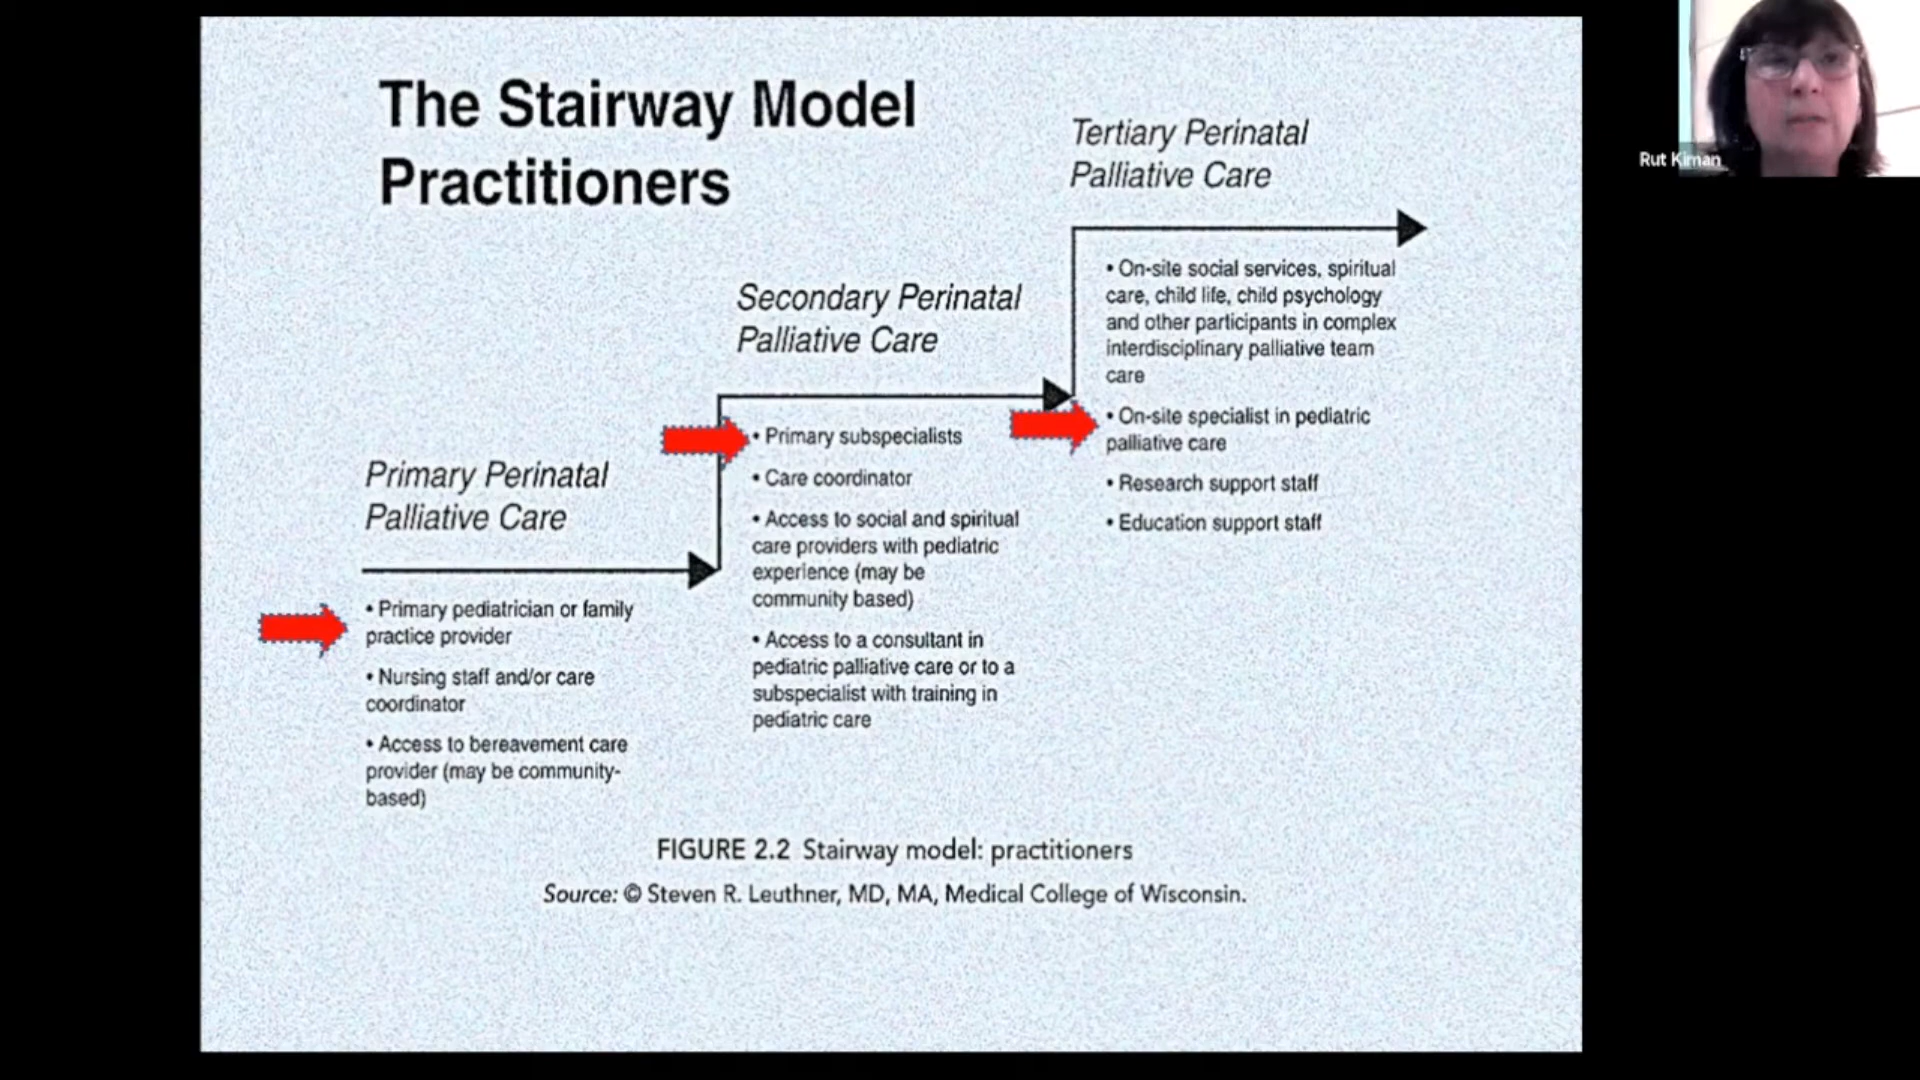 The Stairway Model
Practitioners
Primary Perinatal
Palliative Care
• Primary pediatrician or family
practice provider
• Nursing staff and/or care
coordinator
• Access to bereavement care
provider (may be community-
based)
Secondary Perinatal
Palliative Care
• Primary subspecialists
• Care coordinator
• Access to social and spiritual
care providers with pediatric
experience (may be
community based)
• Access to a consultant in
pediatric palliative care or to a
subspecialist with training in
pediatric care
Tertiary Perinatal
Palliative Care
• On-site social services, spiritual
care, child life, child psychology
and other participants in complex
interdisciplinary palliative team
care
• On-site specialist in pediatric
palliative care
• Research support staff
• Education support staff
FIGURE 2.2 Stairway model: practitioners
Source: © Steven R. Leuthner, MD, MA, Medical College of Wisconsin.
Rut Kiman